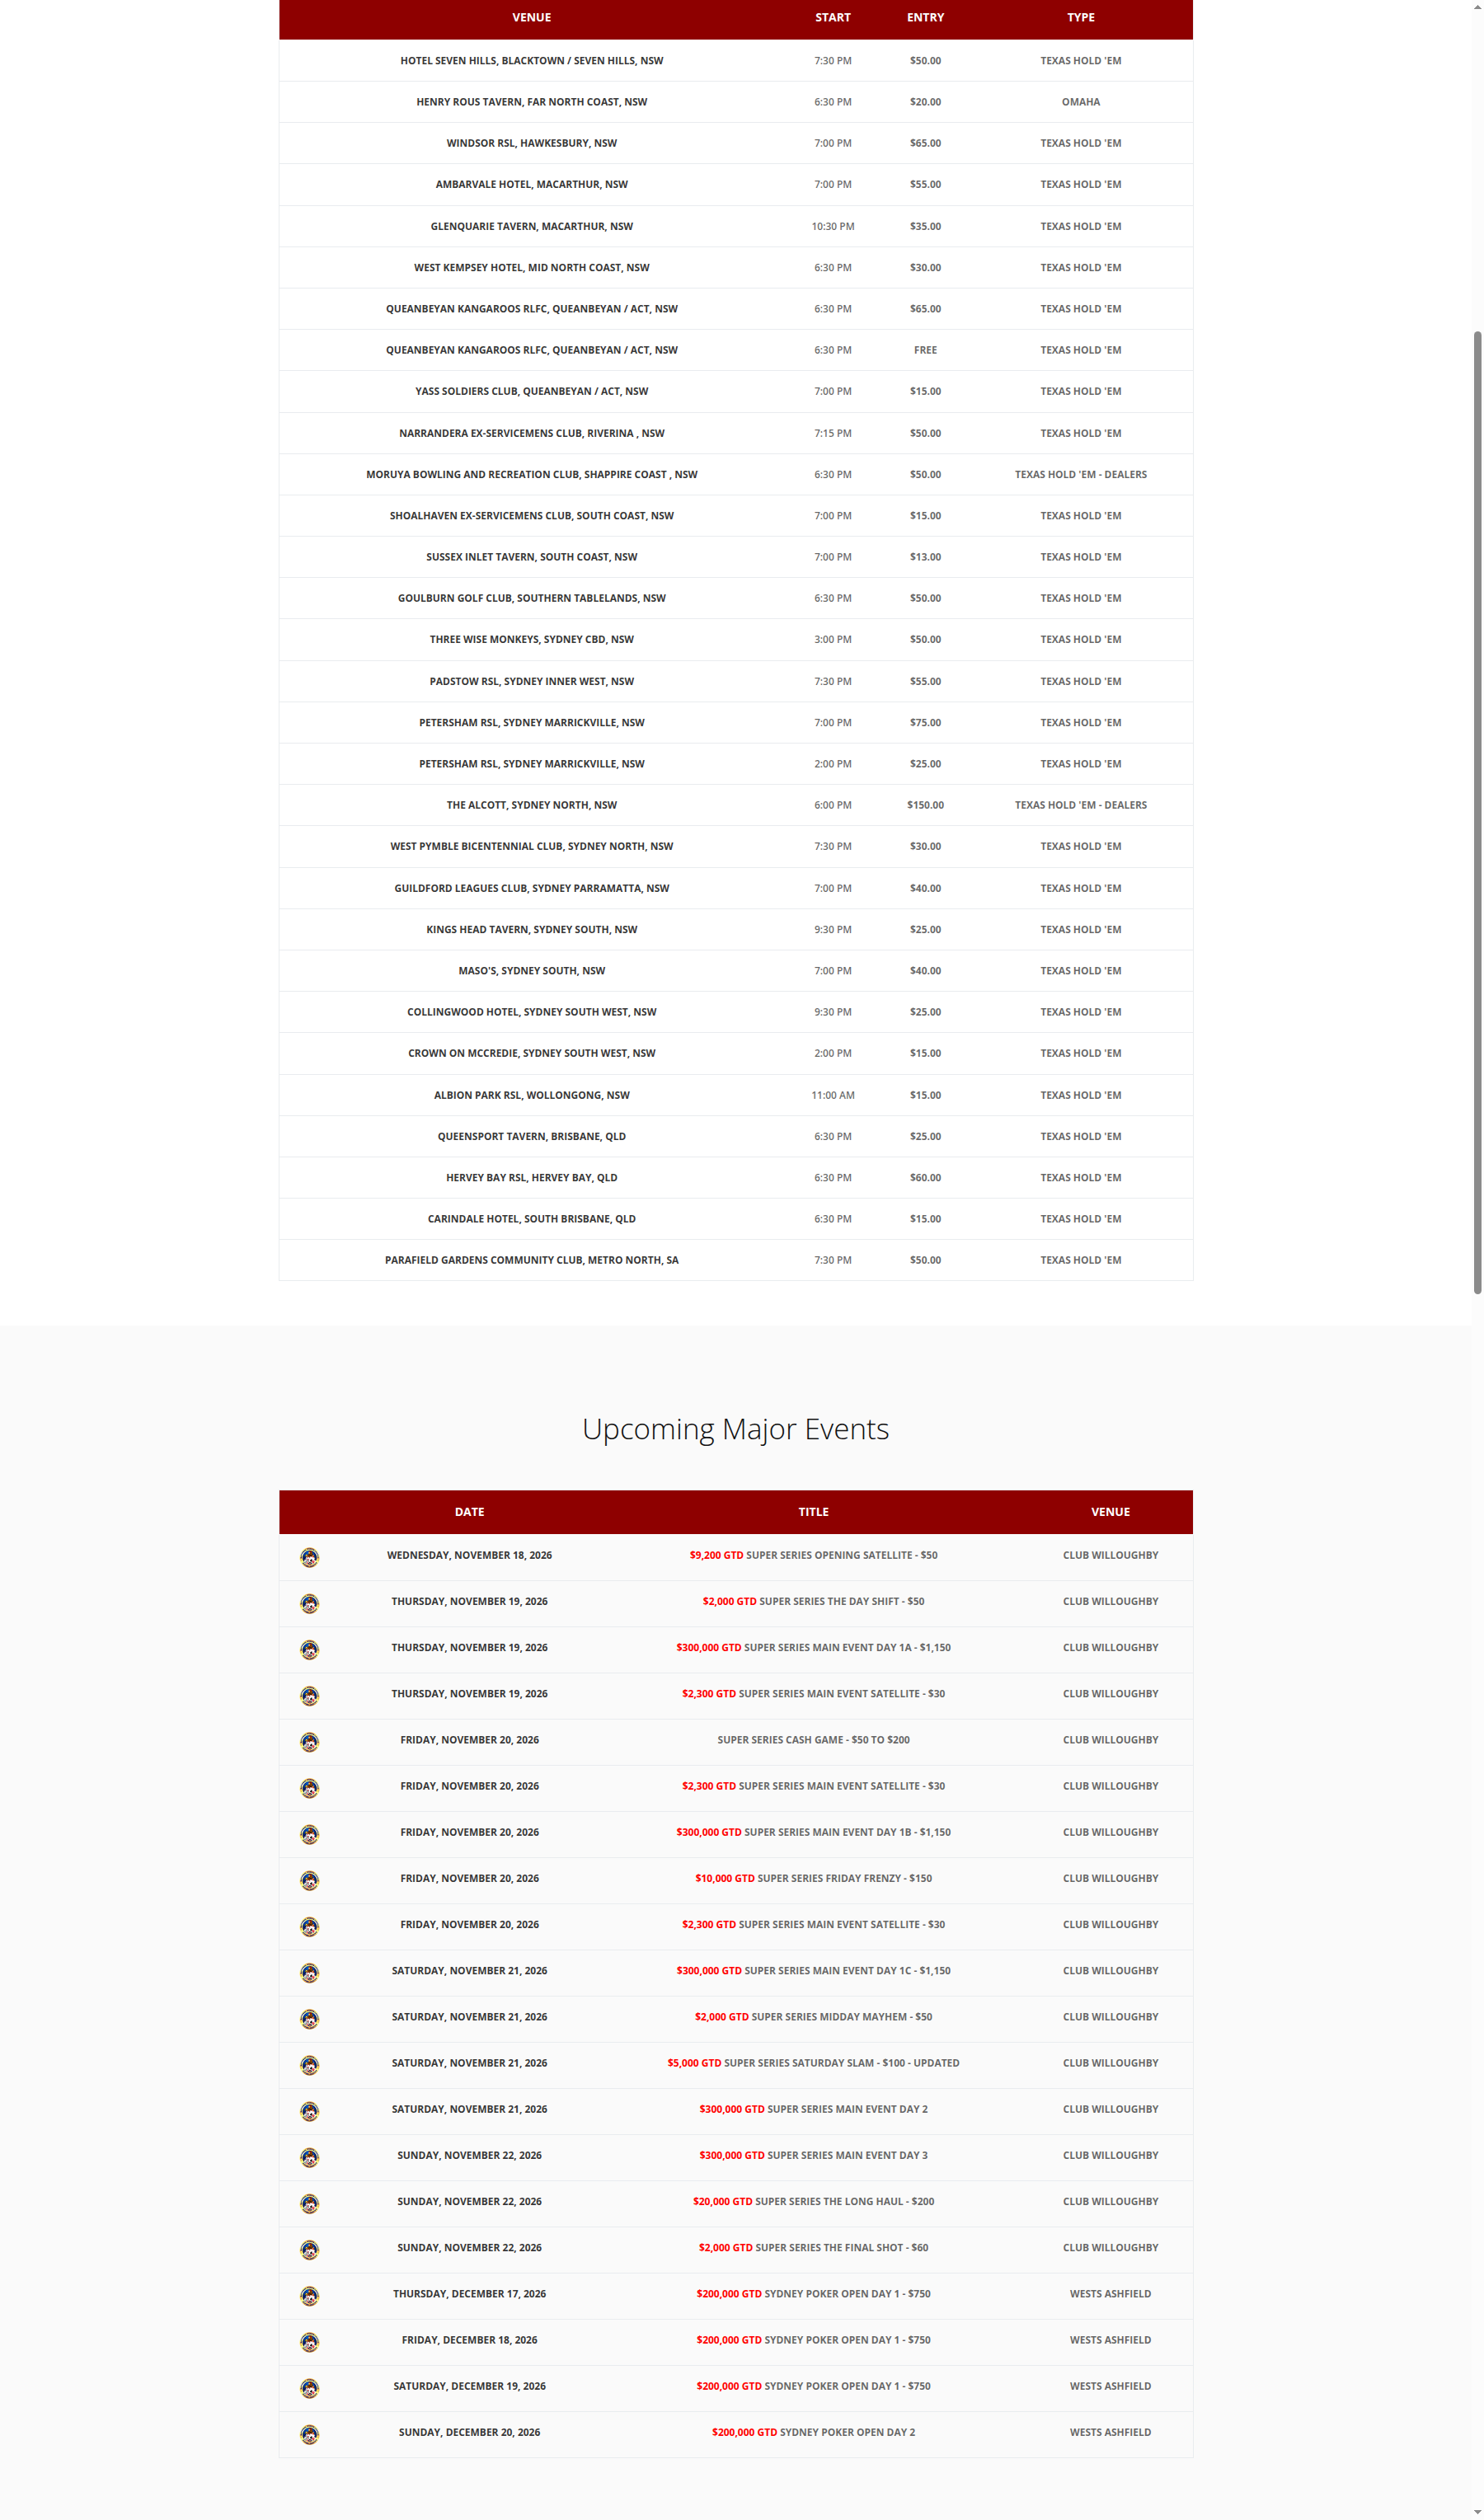 VENUE START ENTRY TYPE
HOTEL SEVEN HILLS, BLACKTOWN / SEVEN HILLS, NSW 7:30 PM $50.00 TEXAS HOLD 'EM
HENRY ROUS TAVERN, FAR NORTH COAST, NSW 6:30 PM $20.00 OMAHA
WINDSOR RSL, HAWKESBURY, NSW 7:00 PM $65.00 TEXAS HOLD 'EM
AMBARVALE HOTEL, MACARTHUR, NSW 7:00 PM $55.00 TEXAS HOLD 'EM
GLENQUARIE TAVERN, MACARTHUR, NSW 10:30 PM $35.00 TEXAS HOLD 'EM
WEST KEMPSEY HOTEL, MID NORTH COAST, NSW 6:30 PM $30.00 TEXAS HOLD 'EM
QUEANBEYAN KANGAROOS RLFC, QUEANBEYAN / ACT, NSW 6:30 PM $65.00 TEXAS HOLD 'EM
QUEANBEYAN KANGAROOS RLFC, QUEANBEYAN / ACT, NSW 6:30 PM FREE TEXAS HOLD 'EM
YASS SOLDIERS CLUB, QUEANBEYAN / ACT, NSW 7:00 PM $15.00 TEXAS HOLD 'EM
NARRANDERA EX-SERVICEMENS CLUB, RIVERINA , NSW 7:15 PM $50.00 TEXAS HOLD 'EM
MORUYA BOWLING AND RECREATION CLUB, SHAPPIRE COAST , NSW 6:30 PM $50.00 TEXAS HOLD 'EM - DEALERS
SHOALHAVEN EX-SERVICEMENS CLUB, SOUTH COAST, NSW 7:00 PM $15.00 TEXAS HOLD 'EM
SUSSEX INLET TAVERN, SOUTH COAST, NSW 7:00 PM $13.00 TEXAS HOLD 'EM
GOULBURN GOLF CLUB, SOUTHERN TABLELANDS, NSW 6:30 PM $50.00 TEXAS HOLD 'EM
THREE WISE MONKEYS, SYDNEY CBD, NSW 3:00 PM $50.00 TEXAS HOLD 'EM
PADSTOW RSL, SYDNEY INNER WEST, NSW 7:30 PM $55.00 TEXAS HOLD 'EM
PETERSHAM RSL, SYDNEY MARRICKVILLE, NSW 7:00 PM $75.00 TEXAS HOLD 'EM
PETERSHAM RSL, SYDNEY MARRICKVILLE, NSW 2:00 PM $25.00 TEXAS HOLD 'EM
THE ALCOTT, SYDNEY NORTH, NSW 6:00 PM $150.00 TEXAS HOLD 'EM - DEALERS
WEST PYMBLE BICENTENNIAL CLUB, SYDNEY NORTH, NSW 7:30 PM $30.00 TEXAS HOLD 'EM
GUILDFORD LEAGUES CLUB, SYDNEY PARRAMATTA, NSW 7:00 PM $40.00 TEXAS HOLD 'EM
KINGS HEAD TAVERN, SYDNEY SOUTH, NSW 9:30 PM $25.00 TEXAS HOLD 'EM
MASO'S, SYDNEY SOUTH, NSW 7:00 PM $40.00 TEXAS HOLD 'EM
COLLINGWOOD HOTEL, SYDNEY SOUTH WEST, NSW 9:30 PM $25.00 TEXAS HOLD 'EM
CROWN ON MCCREDIE, SYDNEY SOUTH WEST, NSW 2:00 PM $15.00 TEXAS HOLD 'EM
ALBION PARK RSL, WOLLONGONG, NSW 11:00 AM $15.00 TEXAS HOLD 'EM
QUEENSPORT TAVERN, BRISBANE, QLD 6:30 PM $25.00 TEXAS HOLD 'EM
HERVEY BAY RSL, HERVEY BAY, QLD 6:30 PM $60.00 TEXAS HOLD 'EM
CARINDALE HOTEL, SOUTH BRISBANE, QLD 6:30 PM $15.00 TEXAS HOLD 'EM
PARAFIELD GARDENS COMMUNITY CLUB, METRO NORTH, SA 7:30 PM $50.00 TEXAS HOLD 'EM
Upcoming Major Events
DATE TITLE VENUE
WEDNESDAY, NOVEMBER 18, 2026 $9,200 GTD SUPER SERIES OPENING SATELLITE - $50 CLUB WILLOUGHBY
THURSDAY, NOVEMBER 19, 2026 $2,000 GTD SUPER SERIES THE DAY SHIFT - $50 CLUB WILLOUGHBY
THURSDAY, NOVEMBER 19, 2026 $300,000 GTD SUPER SERIES MAIN EVENT DAY 1A - $1,150 CLUB WILLOUGHBY
THURSDAY, NOVEMBER 19, 2026 $2,300 GTD SUPER SERIES MAIN EVENT SATELLITE - $30 CLUB WILLOUGHBY
FRIDAY, NOVEMBER 20, 2026 SUPER SERIES CASH GAME - $50 TO $200 CLUB WILLOUGHBY
FRIDAY, NOVEMBER 20, 2026 $2,300 GTD SUPER SERIES MAIN EVENT SATELLITE - $30 CLUB WILLOUGHBY
FRIDAY, NOVEMBER 20, 2026 $300,000 GTD SUPER SERIES MAIN EVENT DAY 1B - $1,150 CLUB WILLOUGHBY
FRIDAY, NOVEMBER 20, 2026 $10,000 GTD SUPER SERIES FRIDAY FRENZY - $150 CLUB WILLOUGHBY
FRIDAY, NOVEMBER 20, 2026 $2,300 GTD SUPER SERIES MAIN EVENT SATELLITE - $30 CLUB WILLOUGHBY
SATURDAY, NOVEMBER 21, 2026 $300,000 GTD SUPER SERIES MAIN EVENT DAY 1C - $1,150 CLUB WILLOUGHBY
SATURDAY, NOVEMBER 21, 2026 $2,000 GTD SUPER SERIES MIDDAY MAYHEM - $50 CLUB WILLOUGHBY
SATURDAY, NOVEMBER 21, 2026 $5,000 GTD SUPER SERIES SATURDAY SLAM - $100 - UPDATED CLUB WILLOUGHBY
SATURDAY, NOVEMBER 21, 2026 $300,000 GTD SUPER SERIES MAIN EVENT DAY 2 CLUB WILLOUGHBY
SUNDAY, NOVEMBER 22, 2026 $300,000 GTD SUPER SERIES MAIN EVENT DAY 3 CLUB WILLOUGHBY
SUNDAY, NOVEMBER 22, 2026 $20,000 GTD SUPER SERIES THE LONG HAUL - $200 CLUB WILLOUGHBY
SUNDAY, NOVEMBER 22, 2026 $2,000 GTD SUPER SERIES THE FINAL SHOT - $60 CLUB WILLOUGHBY
THURSDAY, DECEMBER 17, 2026 $200,000 GTD SYDNEY POKER OPEN DAY 1 - $750 WESTS ASHFIELD
FRIDAY, DECEMBER 18, 2026 $200,000 GTD SYDNEY POKER OPEN DAY 1 - $750 WESTS ASHFIELD
SATURDAY, DECEMBER 19, 2026 $200,000 GTD SYDNEY POKER OPEN DAY 1 - $750 WESTS ASHFIELD
SUNDAY, DECEMBER 20, 2026 $200,000 GTD SYDNEY POKER OPEN DAY 2 WESTS ASHFIELD